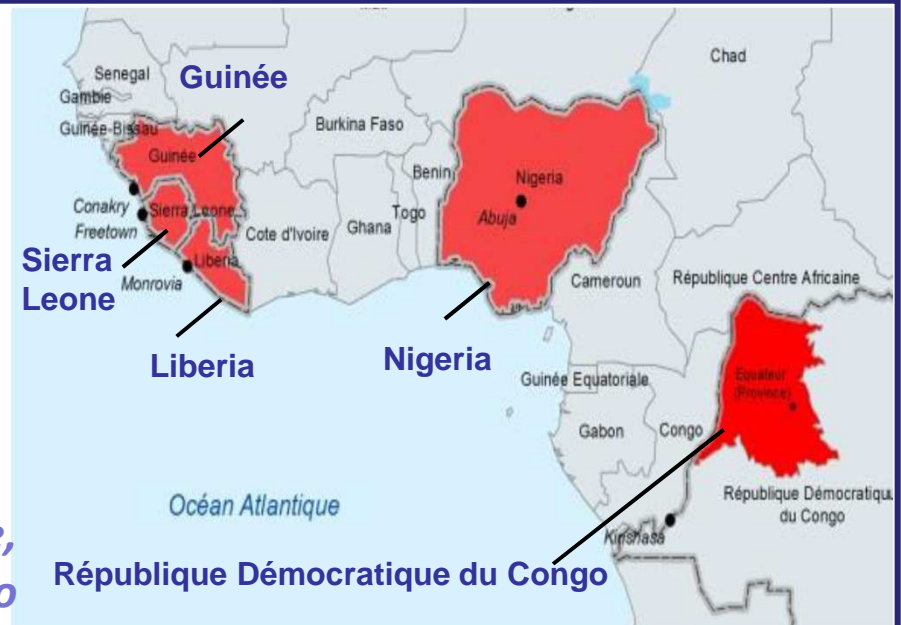 Chad
Senegal
Guinée
Gambie
Burkina Faso
Guinée-Bissau
Guinée
Benin
Nigeria
Conakry
Sierra Leone
Togo
Abuja
Cote d'Ivoire
Ghana
Freetown
Liberia
Sierra
Leone
Monrovia
Cameroun
République Centre Africaine
Liberia
Nigeria
Guinée Equatoriale
Equateur
(Province)
Gabon
Congo
Océan Atlantique
République Démocratiqu
du Congo
Kinshasa
République Démocratique du Congo